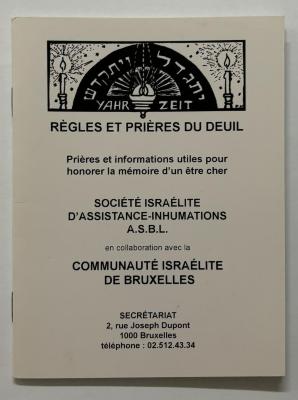 יתגדל ויתקדש
YAHR ZEIT
RÈGLES ET PRIÈRES DU DEUIL
Prières et informations utiles pour
honorer la mémoire d'un être cher
SOCIÉTÉ ISRAÉLITE
D'ASSISTANCE-INHUMATIONS
A.S.B.L.
en collaboration avec la
COMMUNAUTÉ ISRAÉLITE
DE BRUXELLES
SECRÉTARIAT
2, rue Joseph Dupont
1000 Bruxelles
téléphone : 02.512.43.34